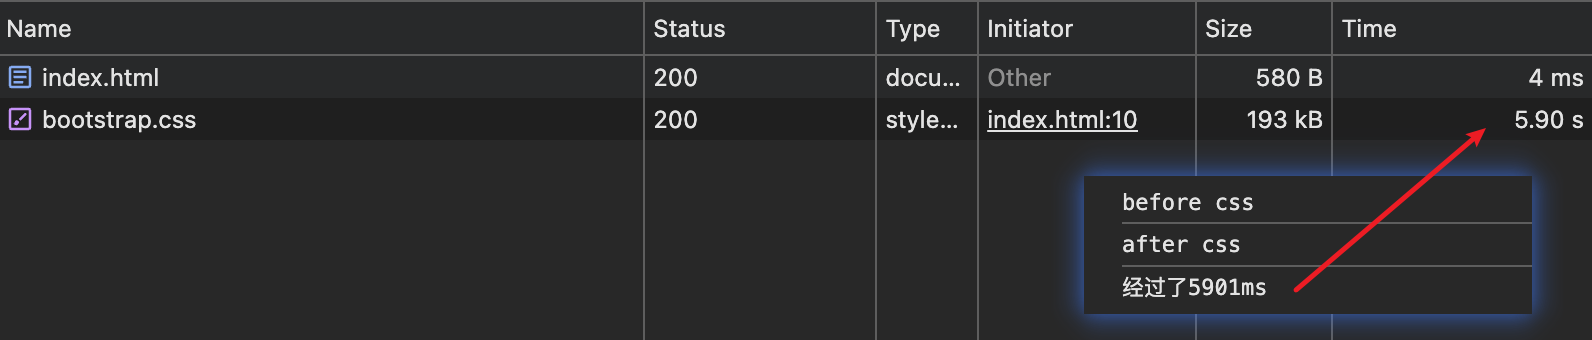 Name Status Type Initiator Size Time
index.html 200 docu... Other 580 B 4 ms
bootstrap.css 200 style... index.html:10 193 kB 5.90 s
before css
after css
经过了5901ms